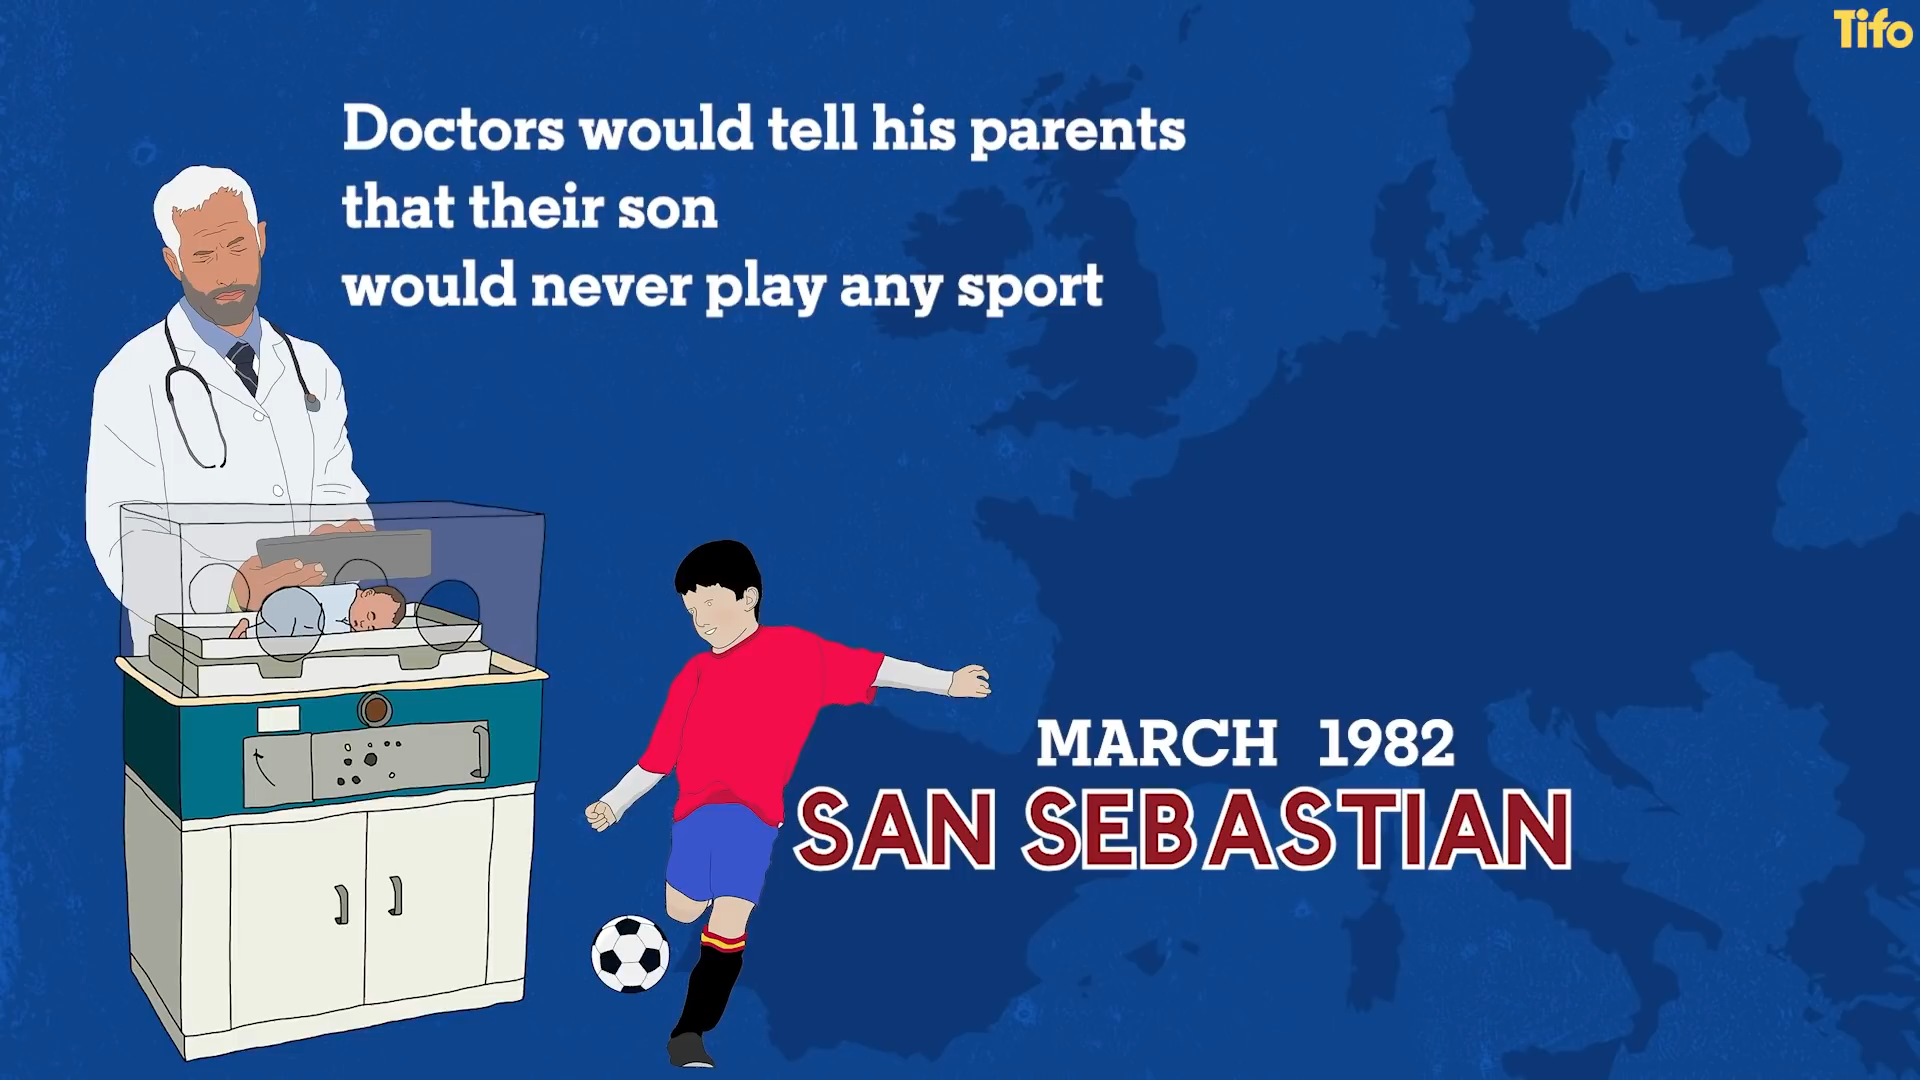 Tifo
Doctors would tell his parents
that their son
would never play any sport
MARCH 1982
SAN SEBASTIAN